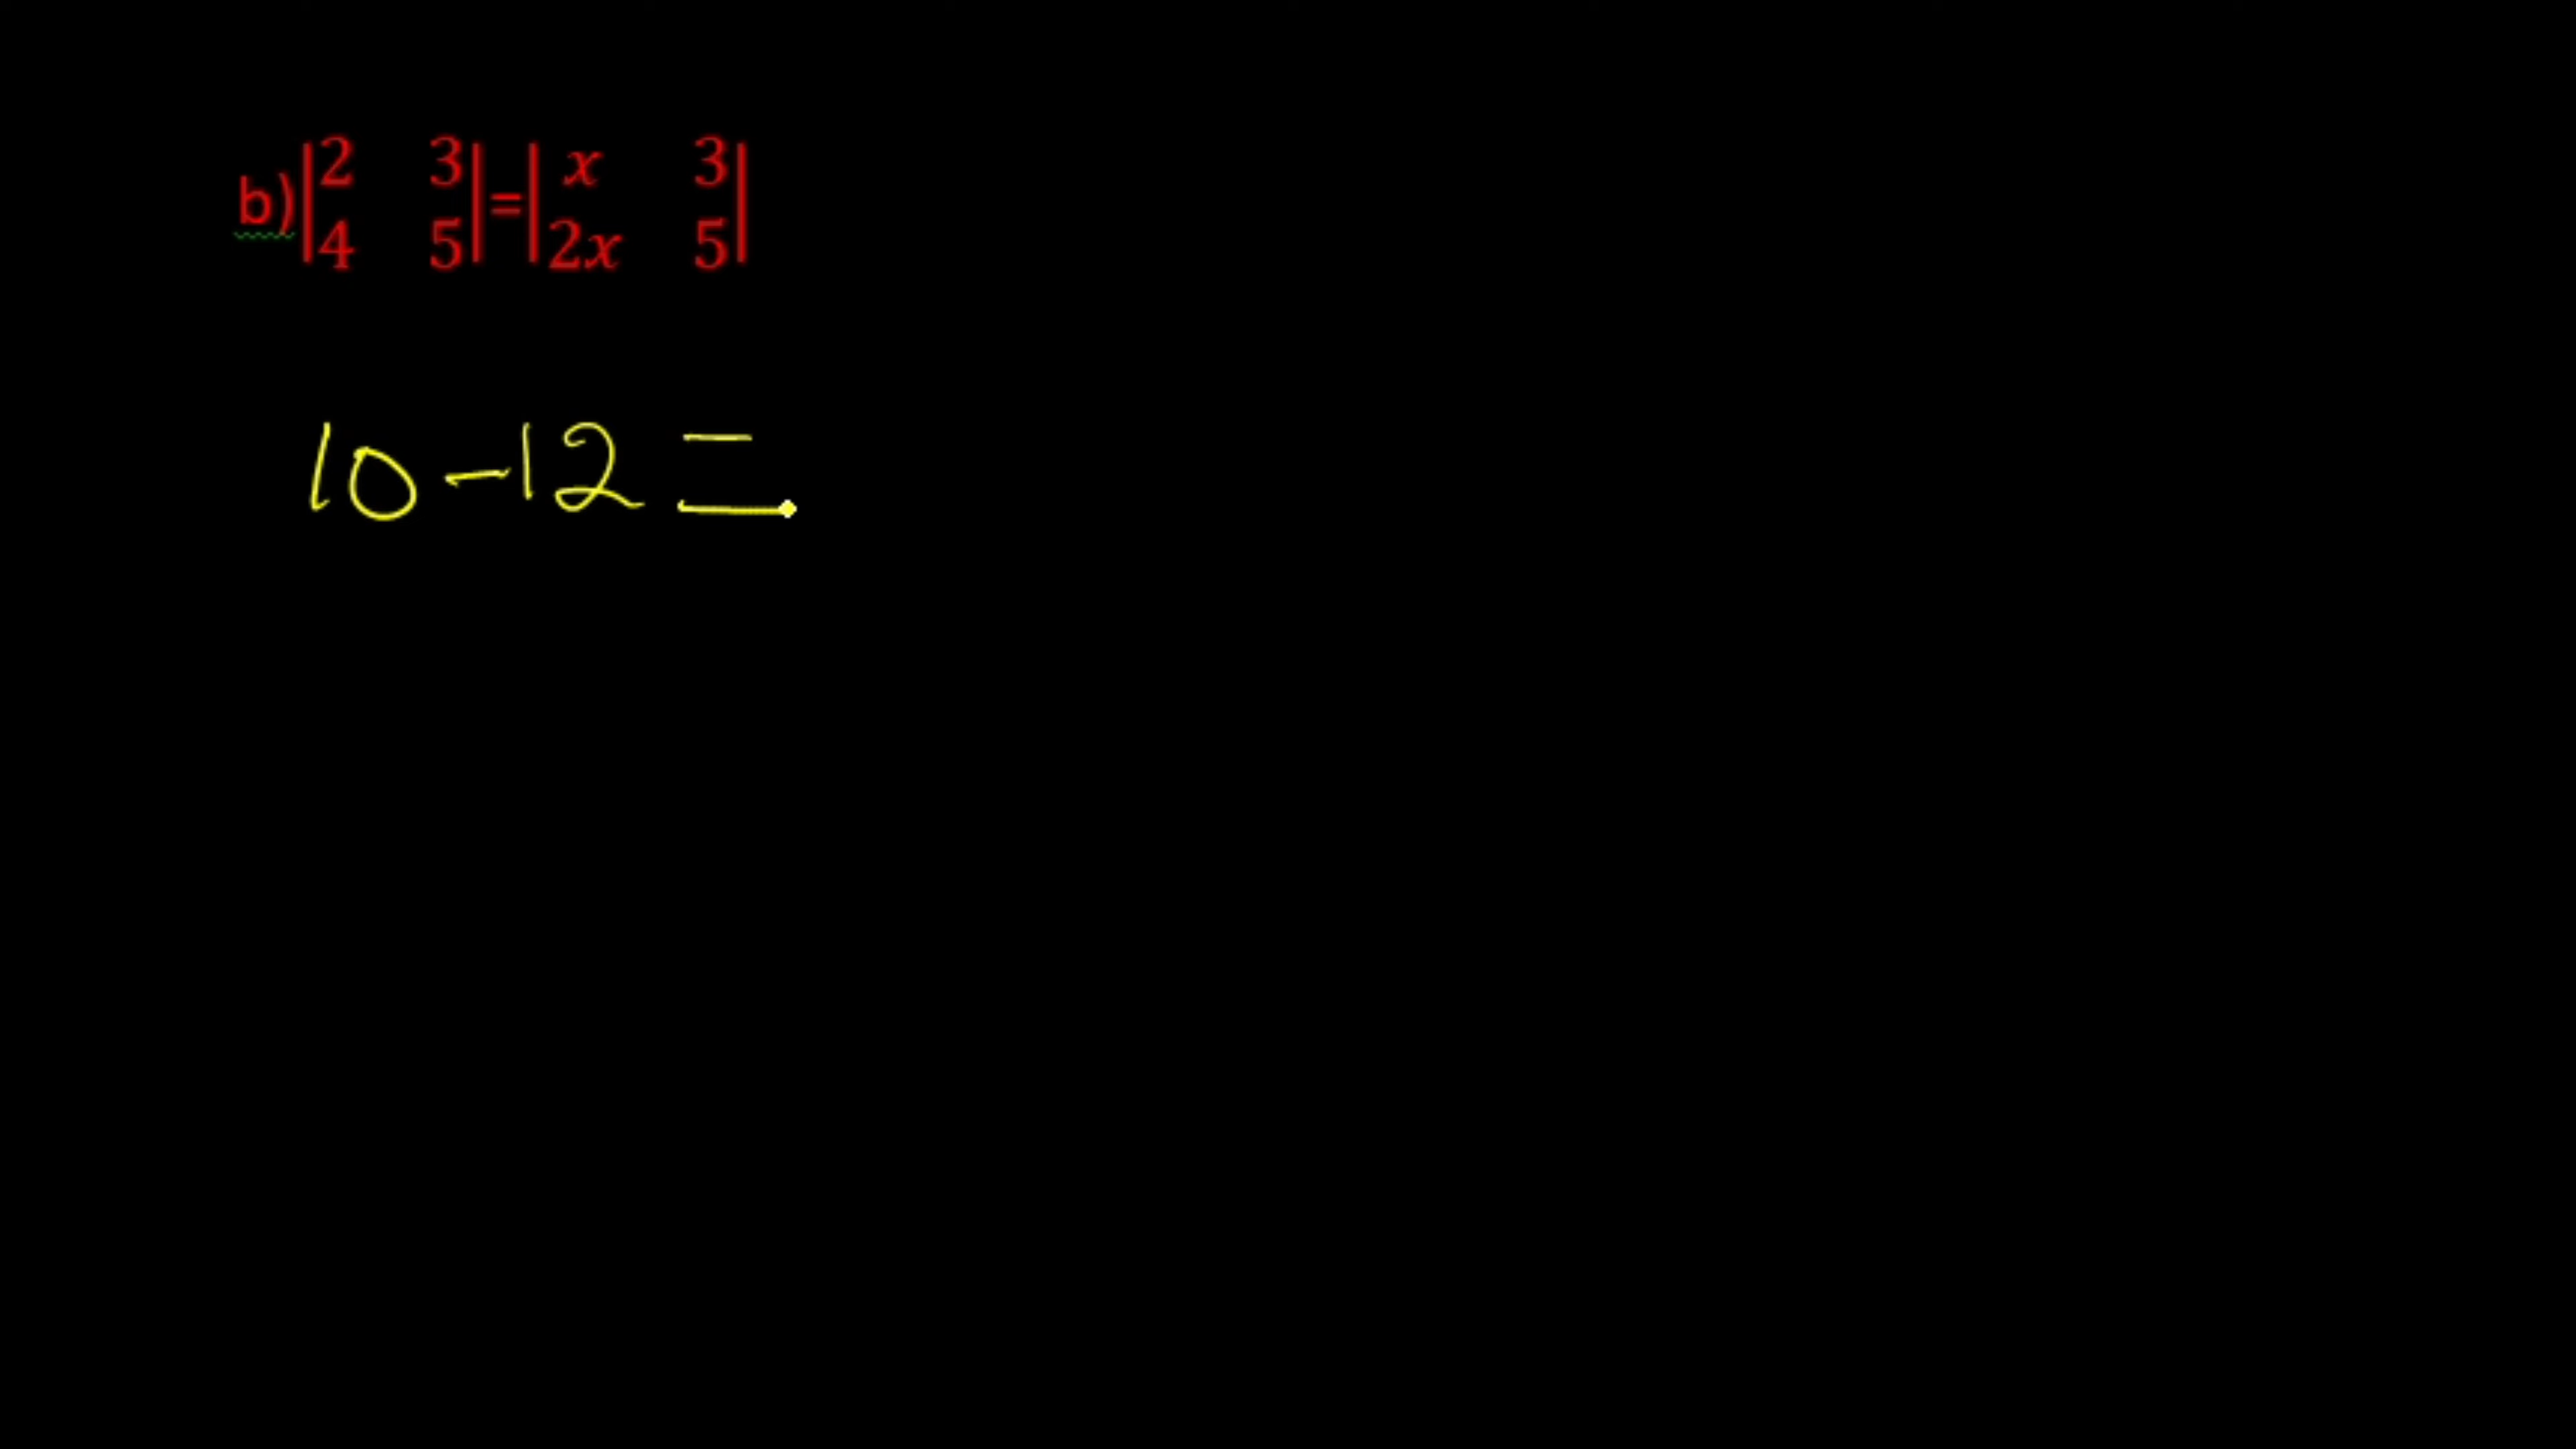 b) |2 3| = |x 3|
|4 5| |2x 5|
10 - 12 =